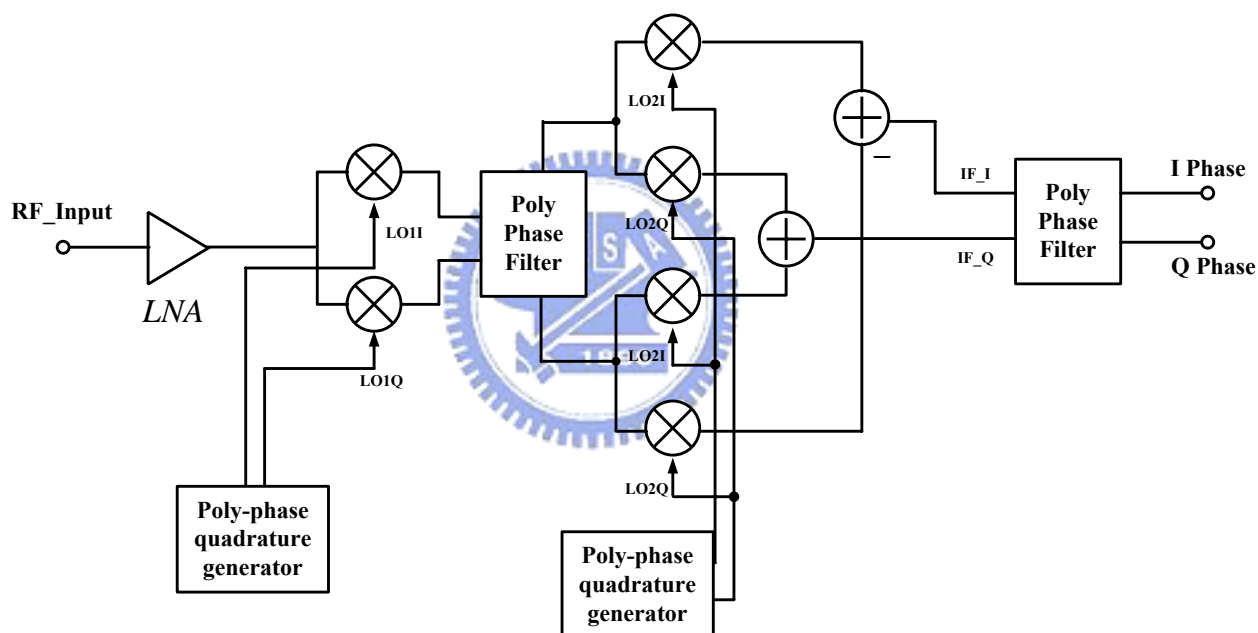 RF_Input
LNA
LO1I
LO1Q
Poly-phase
quadrature
generator
Poly
Phase
Filter
LO2I
LO2Q
LO2I
LO2Q
Poly-phase
quadrature
generator
–
IF_I
IF_Q
Poly
Phase
Filter
I Phase
Q Phase